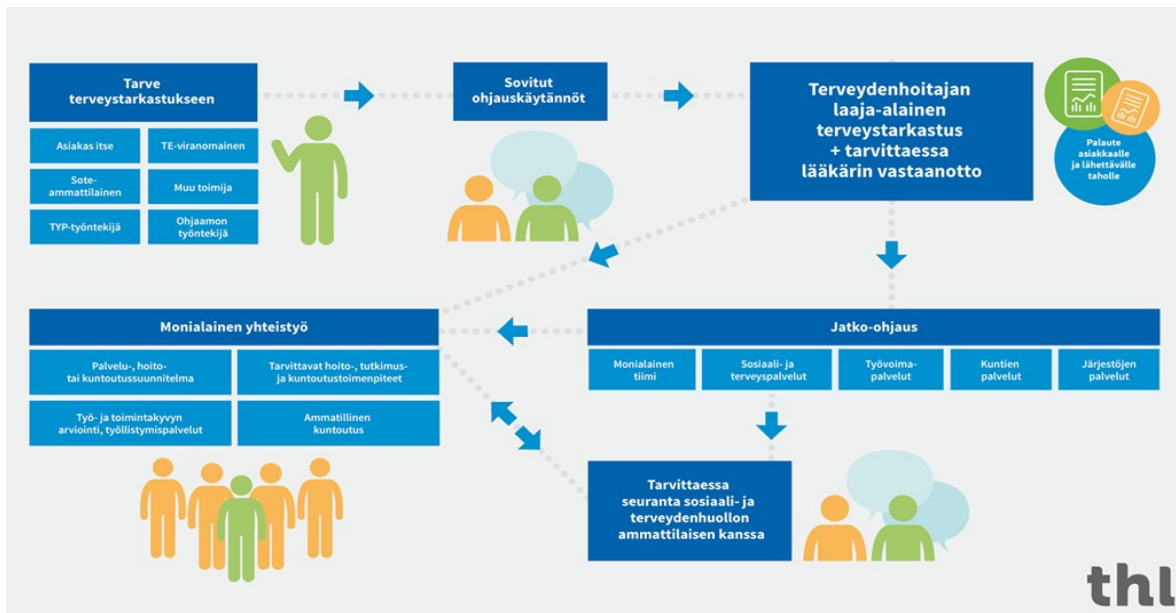 Tarve
terveystarkastukseen
Asiakas itse
TE-viranomainen
Sote-
ammattilainen
Muu toimija
TYP-työntekijä
Ohjaamon
työntekijä
Sovitut
ohjauskäytännöt
Terveydenhoitajan
laaja-alainen
terveystarkastus
+ tarvittaessa
lääkärin vastaanotto
Palaute
asiakkaalle
ja lähettävälle
taholle
Monialainen yhteistyö
Palvelu-, hoito-
tai kuntoutussuunnitelma
Tarvittavat hoito-, tutkimus-
ja kuntoutustoimenpiteet
Työ- ja toimintakyvyn
arviointi, työllistymispalvelut
Ammatillinen
kuntoutus
Jatko-ohjaus
Monialainen
tiimi
Sosiaali- ja
terveyspalvelut
Työvoima-
palvelut
Kuntien
palvelut
Järjestöjen
palvelut
Tarvittaessa
seuranta sosiaali- ja
terveydenhuollon
ammattilaisen kanssa
thl